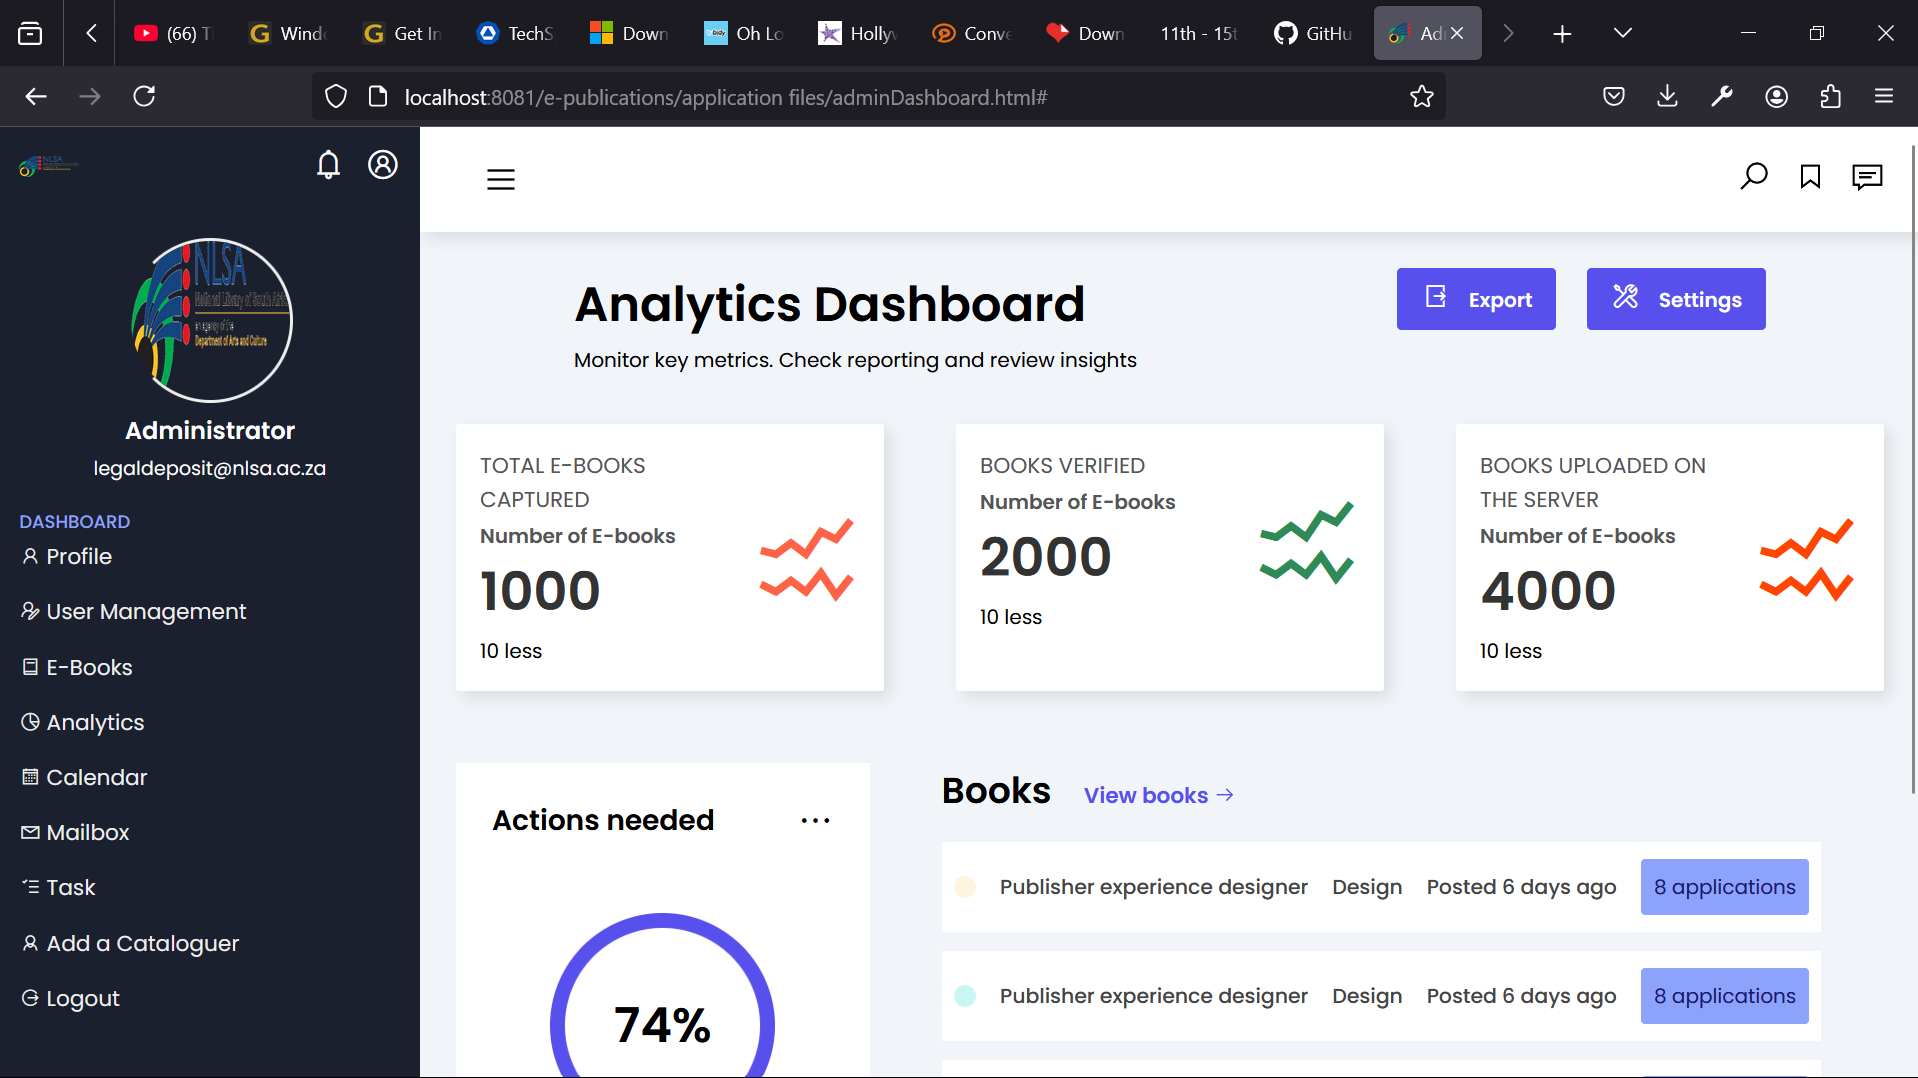 (66) T
Wind
Get In
TechS
Down
Oh Lo
Holly
Conve
Down
11th - 15t
GitHu
Ad
localhost:8081/e-publications/application files/adminDashboard.html#
NLSA
NLSA
National Library of South Africa
an agency of the
Department of Arts and Culture
Administrator
legaldeposit@nlsa.ac.za
DASHBOARD
Profile
User Management
E-Books
Analytics
Calendar
Mailbox
Task
Add a Cataloguer
Logout
Analytics Dashboard
Monitor key metrics. Check reporting and review insights
Export
Settings
TOTAL E-BOOKS
CAPTURED
Number of E-books
1000
10 less
BOOKS VERIFIED
Number of E-books
2000
10 less
BOOKS UPLOADED ON
THE SERVER
Number of E-books
4000
10 less
Actions needed
74%
Books View books
Publisher experience designer Design Posted 6 days ago 8 applications
Publisher experience designer Design Posted 6 days ago 8 applications